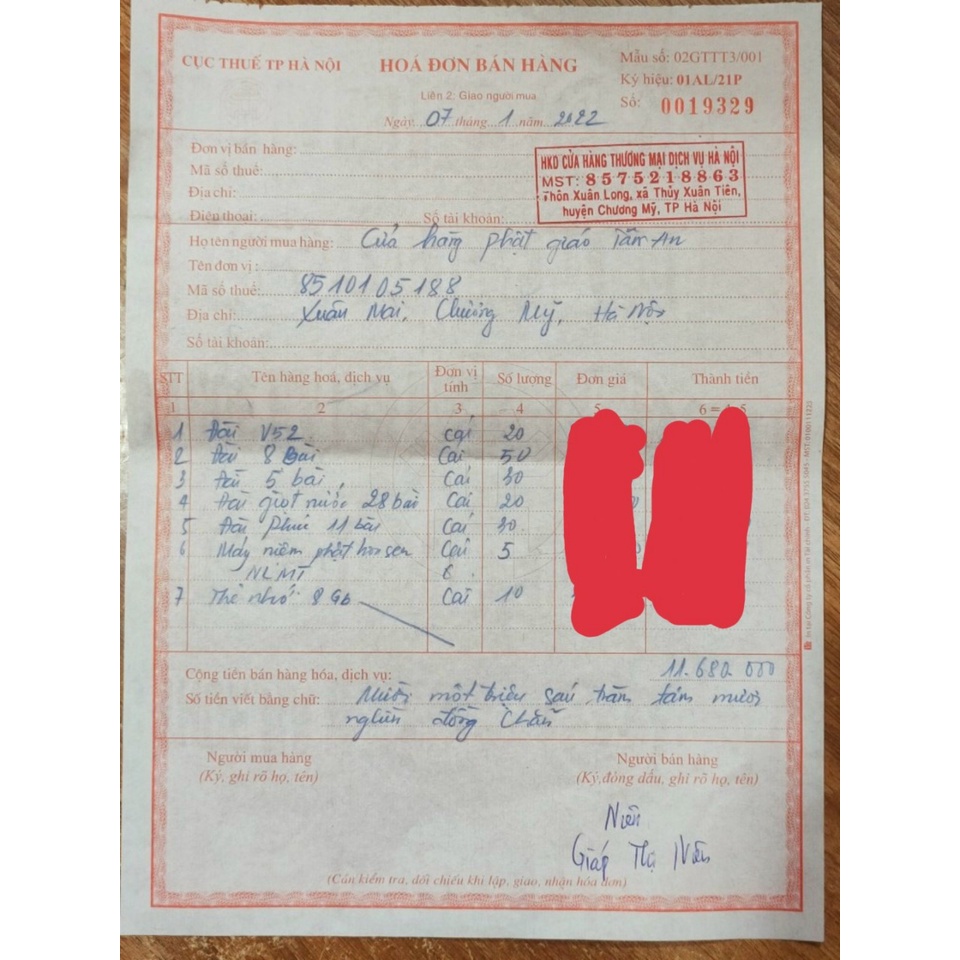 CỤC THUẾ TP HÀ NỘI
HOÁ ĐƠN BÁN HÀNG
Mẫu số: 02GTTT3/001
Liên 2: Giao người mua
Ký hiệu: 01AL/21P
Ngày 07 tháng 1 năm 2022
Số: 0019329
Đơn vị bán hàng:
Mã số thuế:
Địa chỉ:
Điện thoại: Số tài khoản:
HKD CỬA HÀNG THƯƠNG MẠI DỊCH VỤ HÀ NỘI
MST: 8575218863
Thôn Xuân Long, xã Thủy Xuân Tiên,
huyện Chương Mỹ, TP Hà Nội
Họ tên người mua hàng: Cửa hàng phật giáo Tâm An
Tên đơn vị:
Mã số thuế: 8510105188
Địa chỉ: Xuân Mai, Chương Mỹ, Hà Nội
Số tài khoản:
STT Tên hàng hoá, dịch vụ Đơn vị tính Số lượng Đơn giá Thành tiền
1 2 3 4 5 6 = 4 5
1 Đài V52 cái 20
2 Đài 8 Bài Cái 50
3 Đài 5 bài, Cái 30
4 Đài giọt nước 28 bài Cái 20
5 Đài phúc 11 bài Cái 30
6 Máy niệm phật hoa sen Cái 5
NLMT
7 Thẻ nhớ 8 Gb Cái 10
Cộng tiền bán hàng hóa, dịch vụ: 11.680.000
Số tiền viết bằng chữ: Mười một triệu sáu trăm tám mươi
nghìn đồng chẵn
Người mua hàng
(Ký, ghi rõ họ, tên)
Người bán hàng
(Ký, đóng dấu, ghi rõ họ, tên)
Giáp Thị
(Cần kiểm tra, đối chiếu khi lập, giao, nhận hóa đơn)